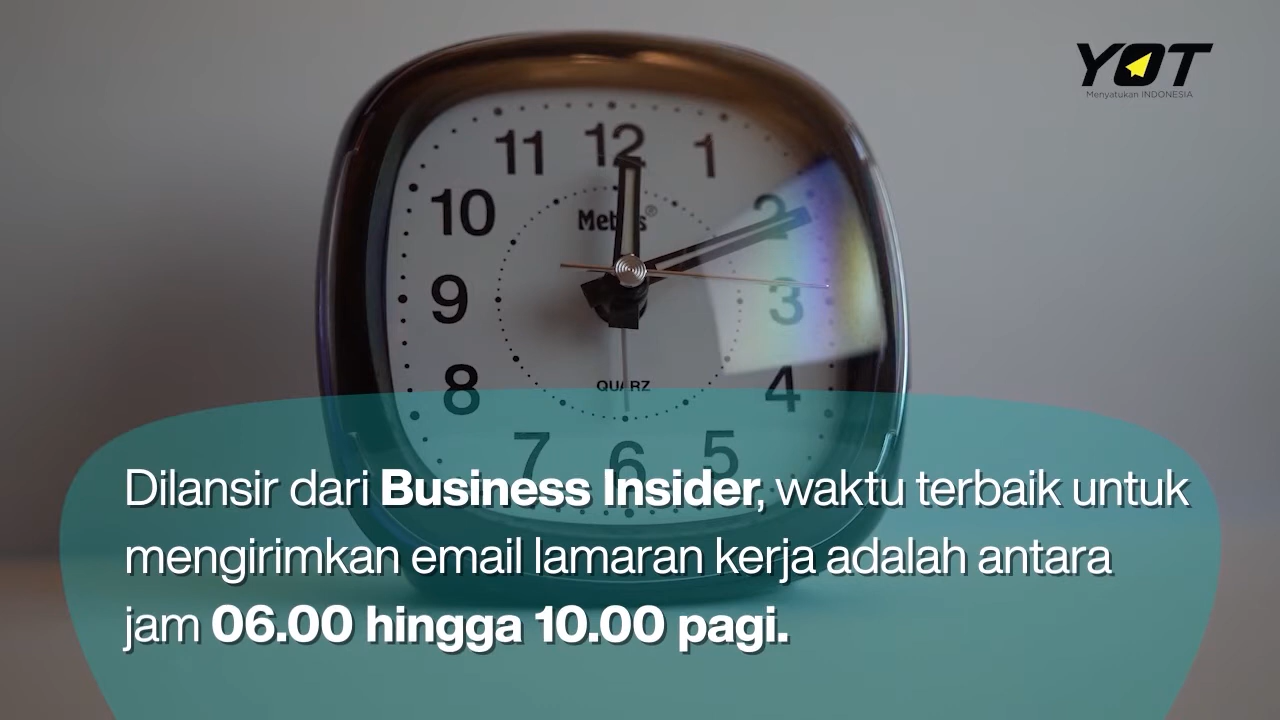 YOT
Menyatukan INDONESIA
11 12 1
10 2
9 3
8 4
7 6 5
QUARZ
Dilansir dari Business Insider, waktu terbaik untuk
mengirimkan email lamaran kerja adalah antara
jam 06.00 hingga 10.00 pagi.